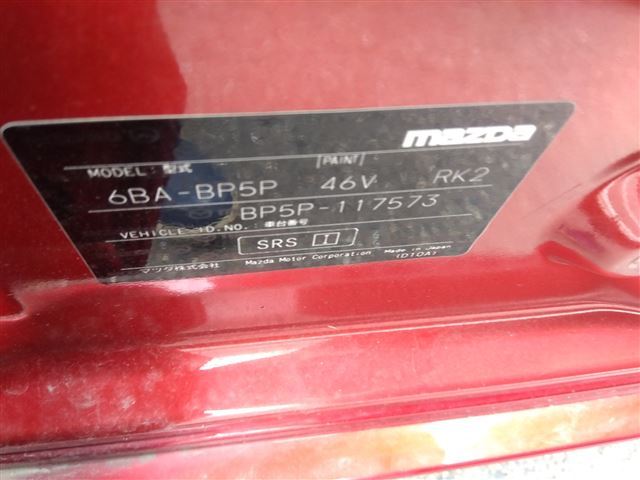 mazda
MODEL : 型式 [PAINT]
6BA-BP5P 46V RK2
BP5P-117573
VEHICLE ID.NO.: 車台番号
SRS I
マツダ株式会社 Mazda Motor Corporation Made in Japan
(D10A)